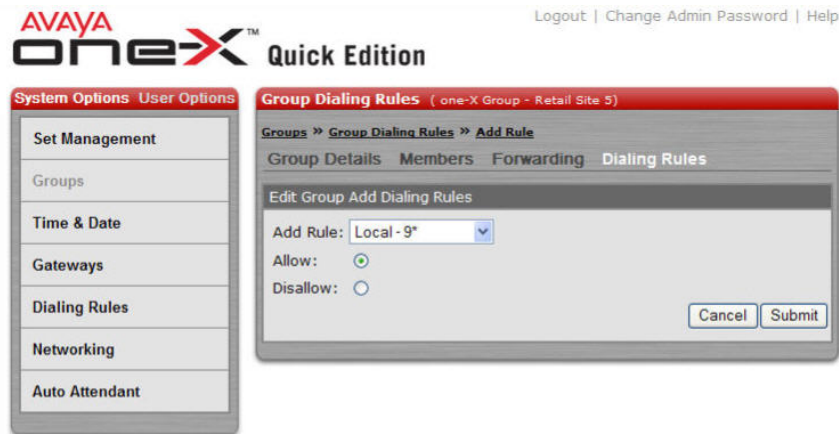 Logout | Change Admin Password | Help
AVAYA
one-X™ Quick Edition
System Options User Options
Set Management
Groups
Time & Date
Gateways
Dialing Rules
Networking
Auto Attendant
Group Dialing Rules ( one-X Group - Retail Site 5)
Groups » Group Dialing Rules » Add Rule
Group Details Members Forwarding Dialing Rules
Edit Group Add Dialing Rules
Add Rule: Local - 9*
Allow:
Disallow:
Cancel Submit